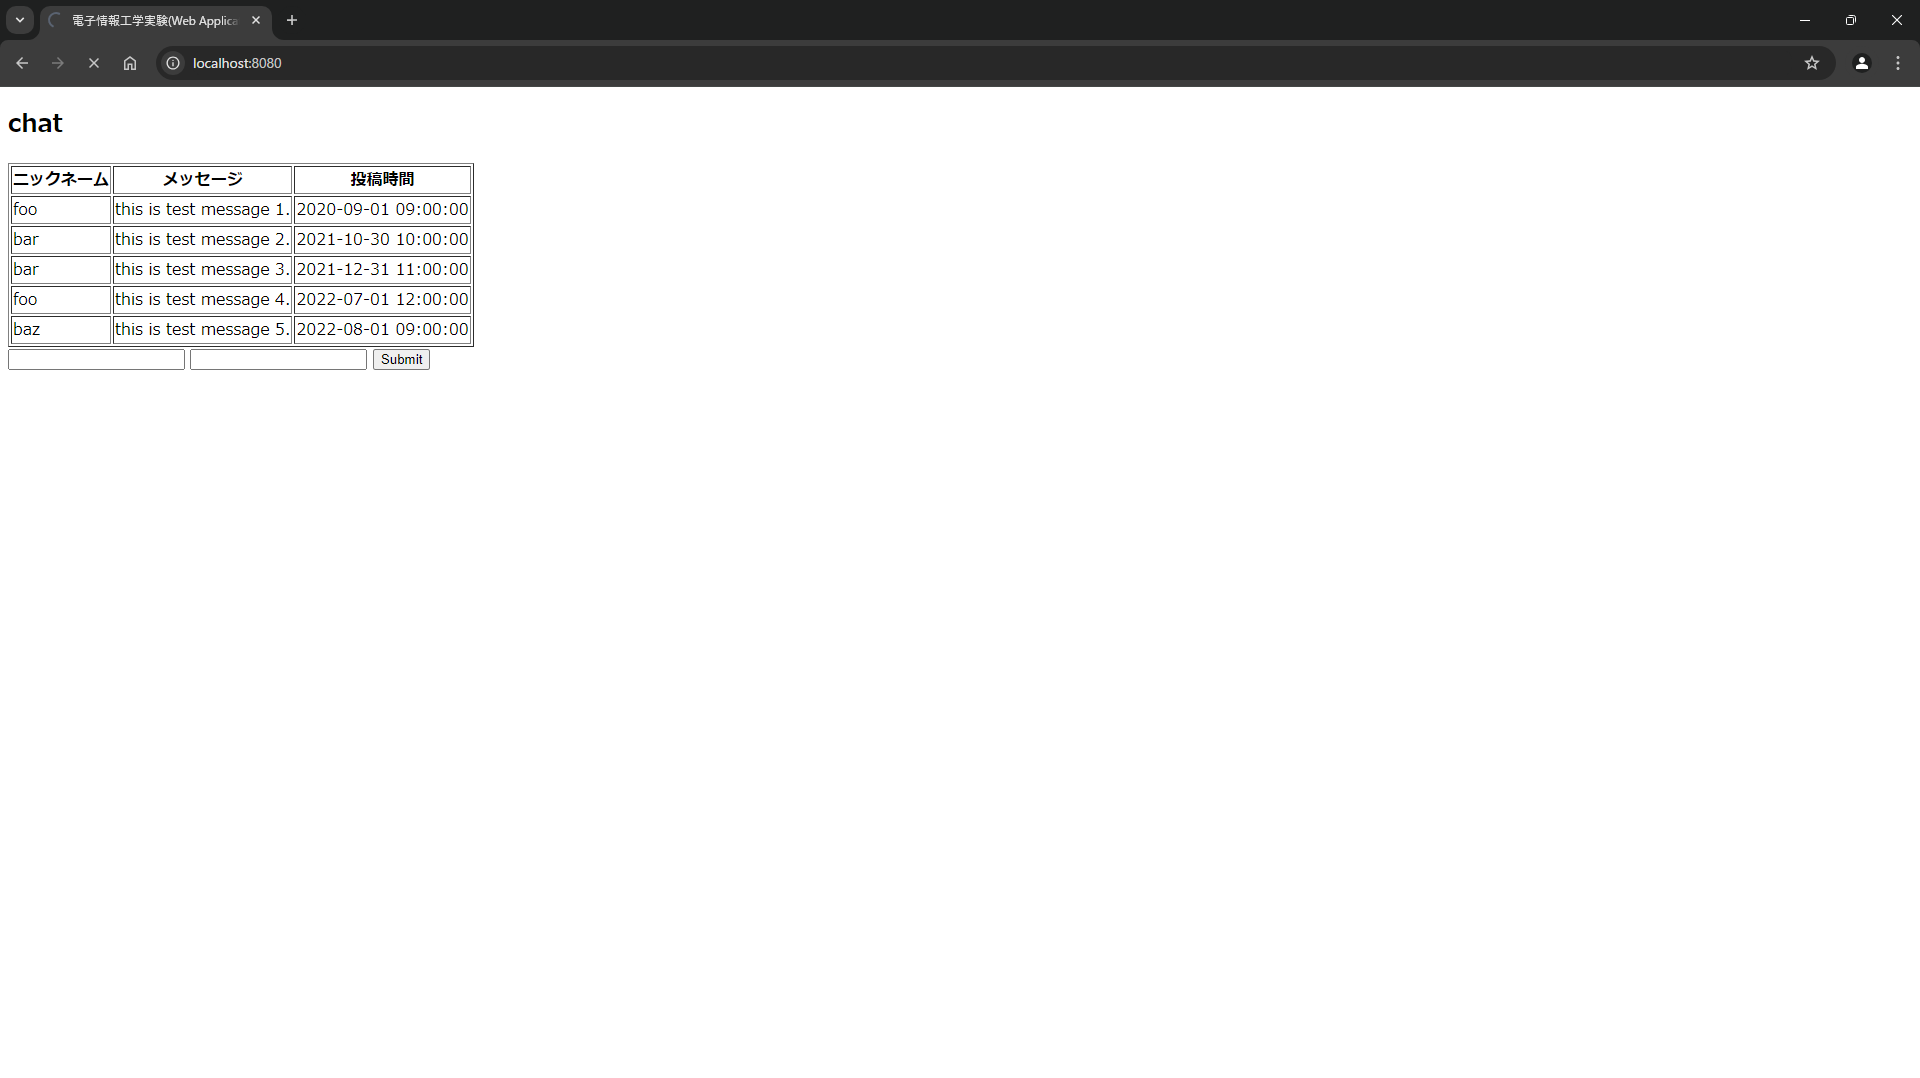 電子情報工学実験(Web Applica
localhost:8080
chat
ニックネーム メッセージ 投稿時間
foo this is test message 1. 2020-09-01 09:00:00
bar this is test message 2. 2021-10-30 10:00:00
bar this is test message 3. 2021-12-31 11:00:00
foo this is test message 4. 2022-07-01 12:00:00
baz this is test message 5. 2022-08-01 09:00:00
Submit